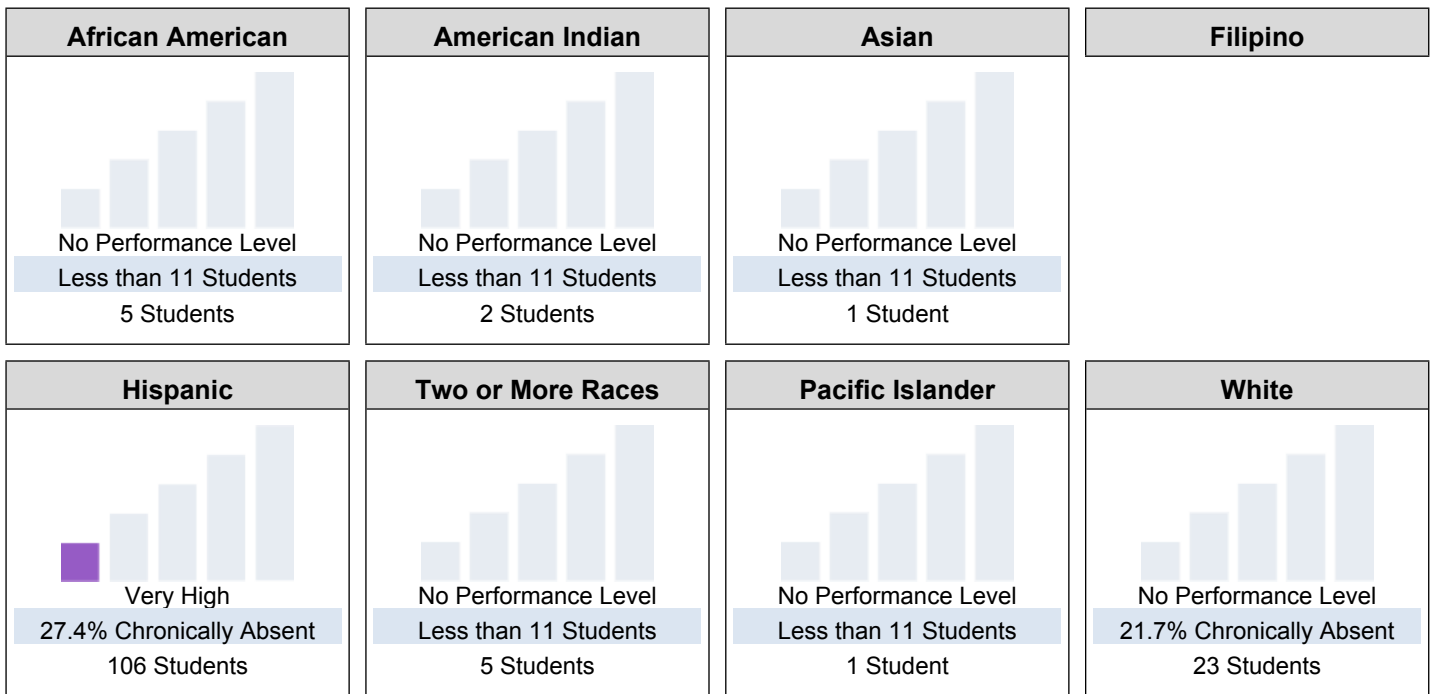 African American
No Performance Level
Less than 11 Students
5 Students
American Indian
No Performance Level
Less than 11 Students
2 Students
Asian
No Performance Level
Less than 11 Students
1 Student
Filipino
Hispanic
Very High
27.4% Chronically Absent
106 Students
Two or More Races
No Performance Level
Less than 11 Students
5 Students
Pacific Islander
No Performance Level
Less than 11 Students
1 Student
White
No Performance Level
21.7% Chronically Absent
23 Students